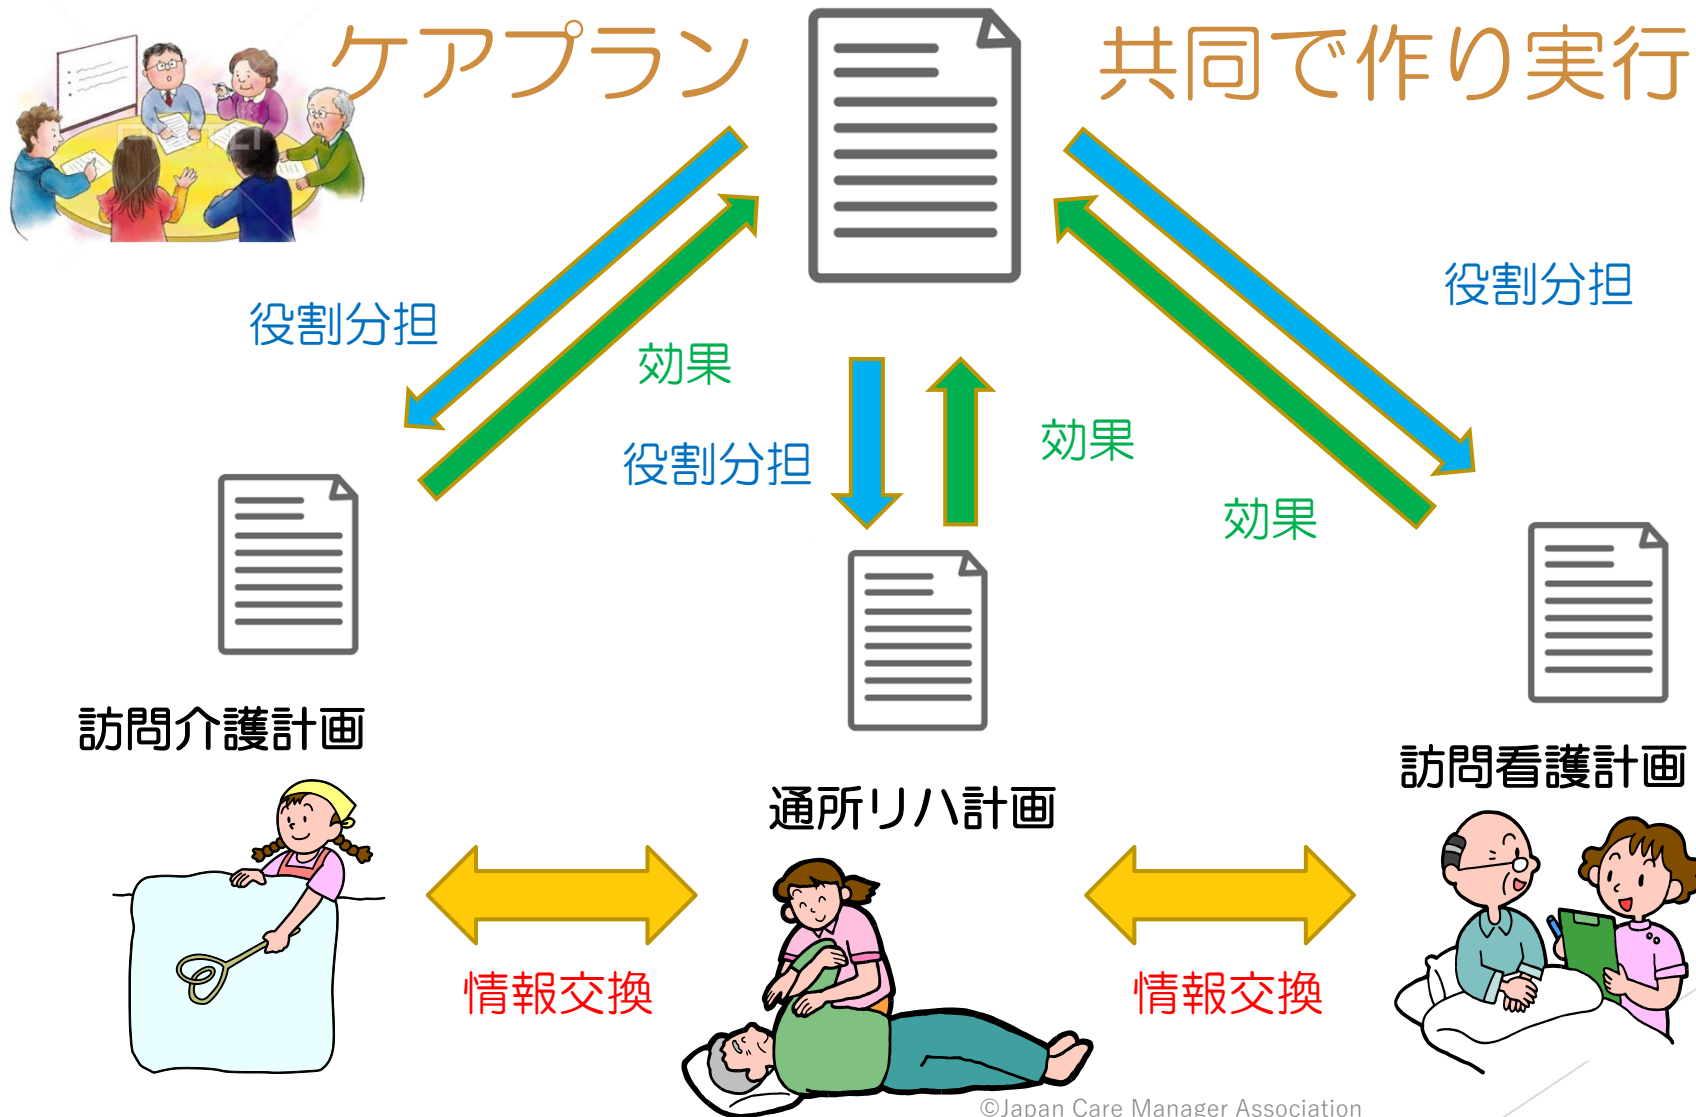 ケアプラン
共同で作り実行
役割分担
役割分担
効果
効果
役割分担
効果
訪問介護計画
訪問看護計画
通所リハ計画
情報交換
情報交換
©Japan Care Manager Association